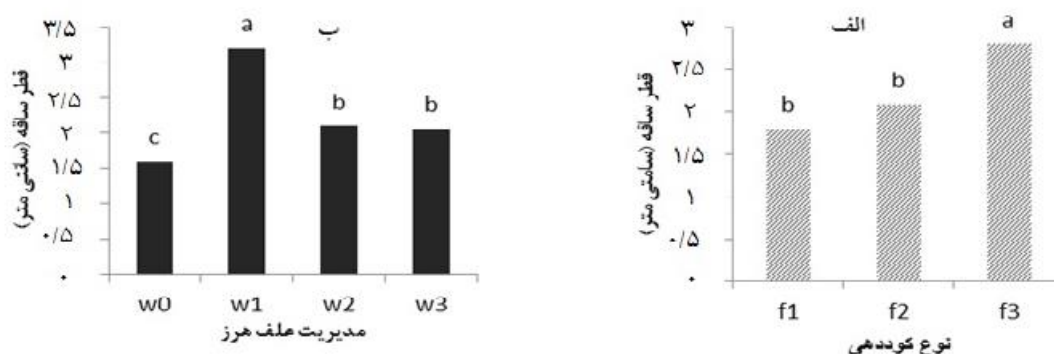 الف
قطر ساقه (سامتی متر)
۳
۲/۵
۲
۱/۵
۱
۰/۵
۰
b
b
a
f1 f2 f3
نوع کوددهی
ب
قطر ساقه (سانتی متر)
۳/۵
۳
۲/۵
۲
۱/۵
۱
۰/۵
۰
c
a
b
b
w0 w1 w2 w3
مدیریت علف هرز